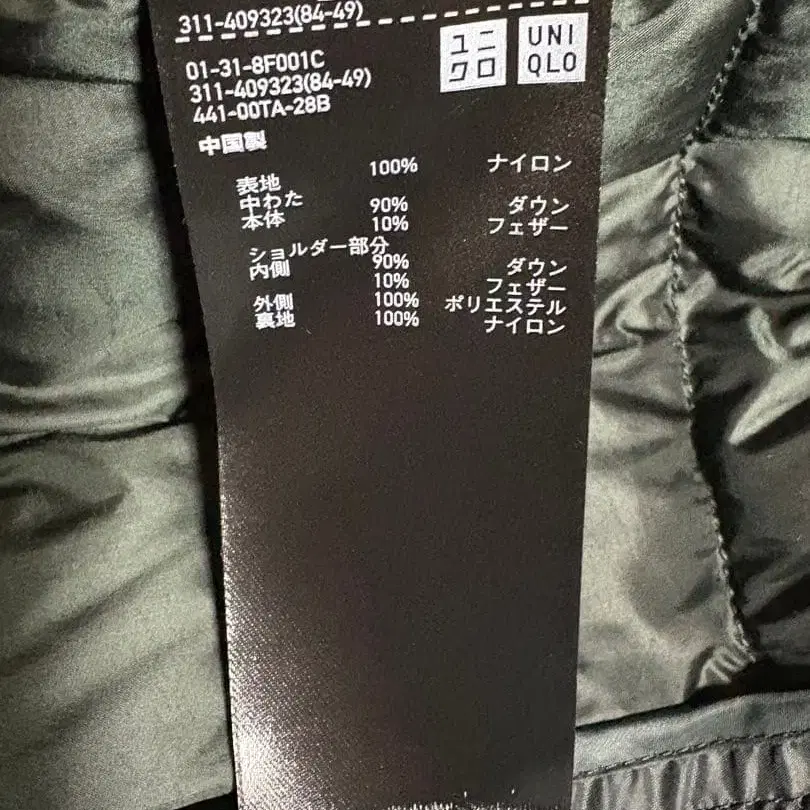 311-409323(84-49)
ユニクロ
UNIQLO
01-31-8F001C
311-409323(84-49)
441-00TA-28B
中国製
表地 100% ナイロン
中わた
本体 90% ダウン
10% フェザー
ショルダー部分
内側 90% ダウン
10% フェザー
外側 100% ポリエステル
裏地 100% ナイロン